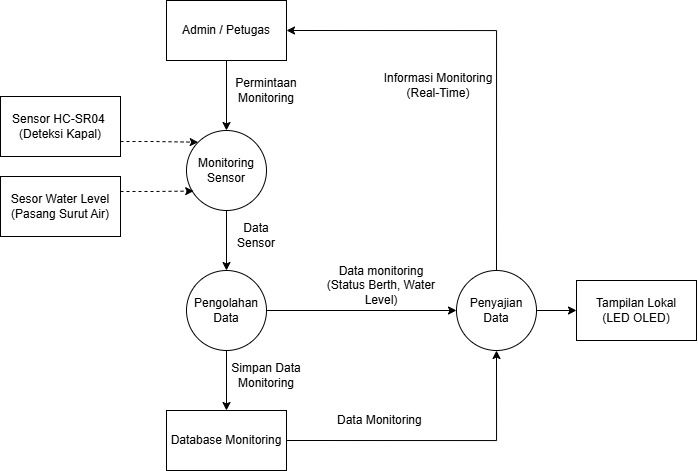 Admin / Petugas
Informasi Monitoring
(Real-Time)
Permintaan
Monitoring
Sensor HC-SR04
(Deteksi Kapal)
Monitoring
Sensor
Sesor Water Level
(Pasang Surut Air)
Data
Sensor
Data monitoring
(Status Berth, Water
Level)
Pengolahan
Data
Penyajian
Data
Tampilan Lokal
(LED OLED)
Simpan Data
Monitoring
Database Monitoring
Data Monitoring